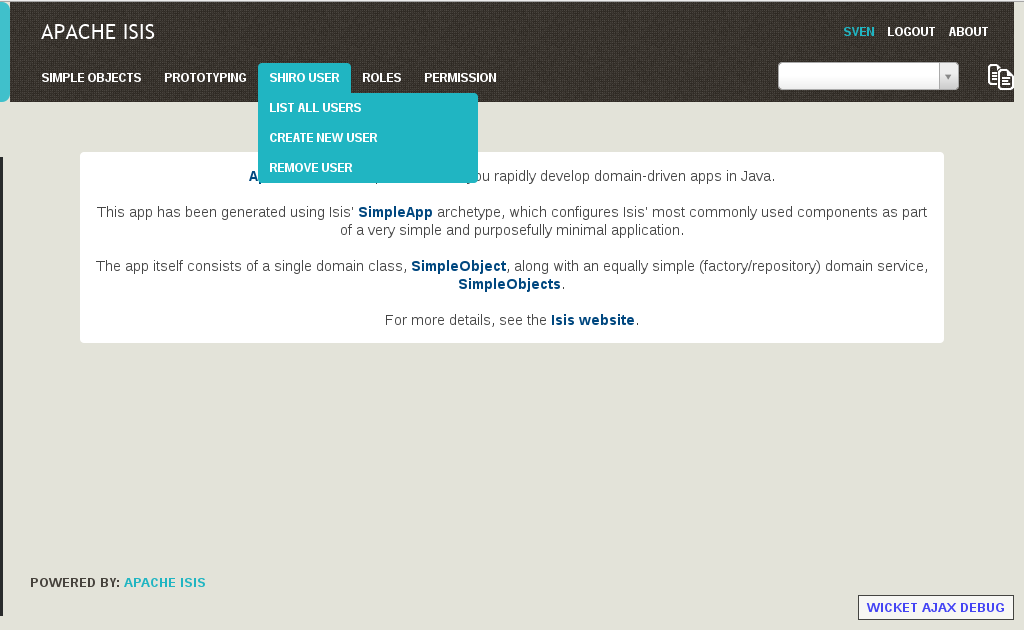 APACHE ISIS
SVEN LOGOUT ABOUT
SIMPLE OBJECTS PROTOTYPING SHIRO USER ROLES PERMISSION
LIST ALL USERS
CREATE NEW USER
REMOVE USER
rapidly develop domain-driven apps in Java.
This app has been generated using Isis' SimpleApp archetype, which configures Isis' most commonly used components as part
of a very simple and purposefully minimal application.
The app itself consists of a single domain class, SimpleObject, along with an equally simple (factory/repository) domain service,
SimpleObjects.
For more details, see the Isis website.
POWERED BY: APACHE ISIS
WICKET AJAX DEBUG